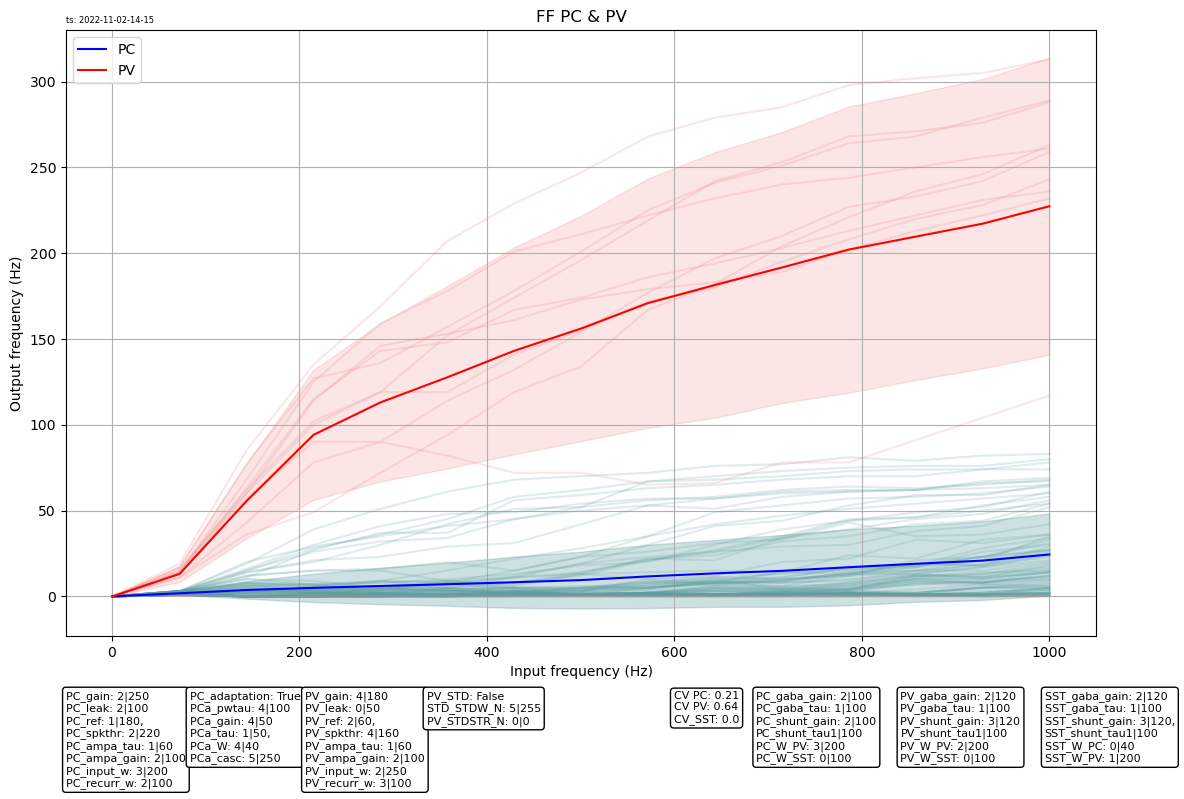 ts: 2022-11-02-14-15
FF PC & PV
PC
PV
300
250
200
150
100
50
0
Output frequency (Hz)
0 200 400 600 800 1000
Input frequency (Hz)
PC_gain: 2|250
PC_leak: 2|100
PC_ref: 1|180,
PC_spkthr: 2|220
PC_ampa_tau: 1|60
PC_ampa_gain: 2|100
PC_input_w: 3|200
PC_recurr_w: 2|100
PC_adaptation: True
PCa_pwtau: 4|100
PCa_gain: 4|50
PCa_tau: 1|50,
PCa_W: 4|40
PCa_casc: 5|250
PV_gain: 4|180
PV_leak: 0|50
PV_ref: 2|60,
PV_spkthr: 4|160
PV_ampa_tau: 1|60
PV_ampa_gain: 2|100
PV_input_w: 2|250
PV_recurr_w: 3|100
PV_STD: False
STD_STDW_N: 5|255
PV_STDSTR_N: 0|0
CV PC: 0.21
CV PV: 0.64
CV_SST: 0.0
PC_gaba_gain: 2|100
PC_gaba_tau: 1|100
PC_shunt_gain: 2|100
PC_shunt_tau1|100
PC_W_PV: 3|200
PC_W_SST: 0|100
PV_gaba_gain: 2|120
PV_gaba_tau: 1|100
PV_shunt_gain: 3|120
PV_shunt_tau1|100
PV_W_PV: 2|200
PV_W_SST: 0|100
SST_gaba_gain: 2|120
SST_gaba_tau: 1|100
SST_shunt_gain: 3|120,
SST_shunt_tau1|100
SST_W_PC: 0|40
SST_W_PV: 1|200